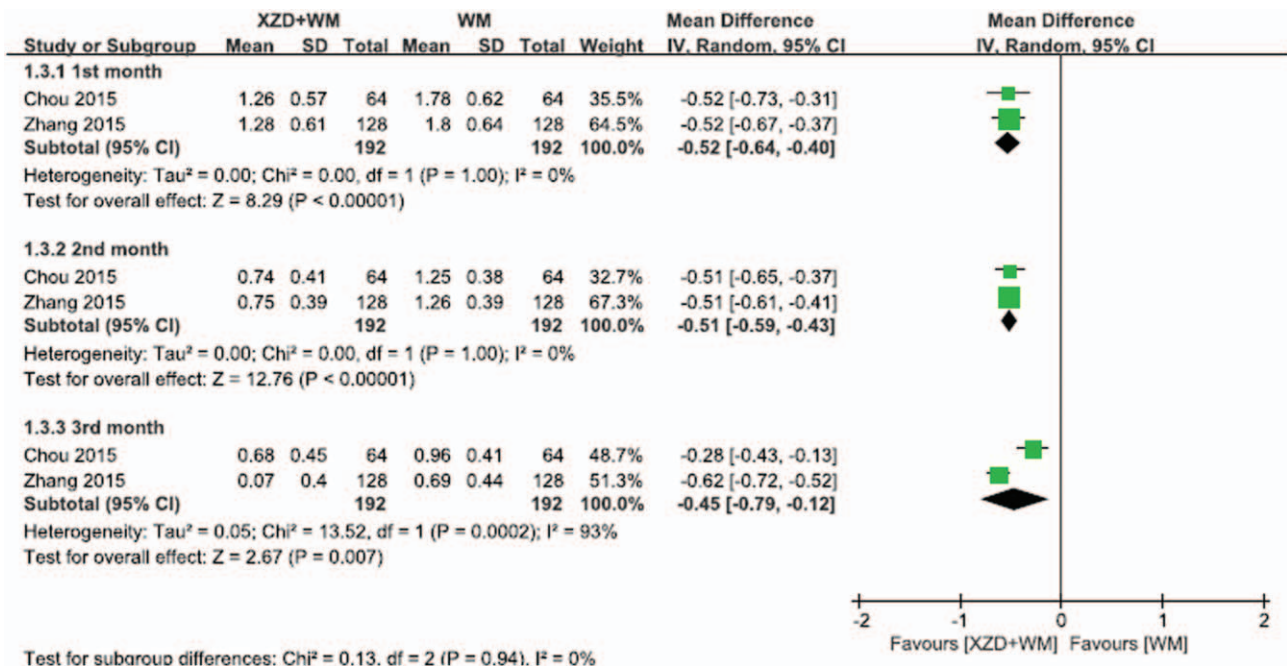 XZD+WM WM Mean Difference Mean Difference
Study or Subgroup Mean SD Total Mean SD Total Weight IV, Random, 95% CI IV, Random, 95% CI
1.3.1 1st month
Chou 2015 1.26 0.57 64 1.78 0.62 64 35.5% -0.52 [-0.73, -0.31]
Zhang 2015 1.28 0.61 128 1.8 0.64 128 64.5% -0.52 [-0.67, -0.37]
Subtotal (95% CI) 192 192 100.0% -0.52 [-0.64, -0.40]
Heterogeneity: Tau² = 0.00; Chi² = 0.00, df = 1 (P = 1.00); I² = 0%
Test for overall effect: Z = 8.29 (P < 0.00001)
1.3.2 2nd month
Chou 2015 0.74 0.41 64 1.25 0.38 64 32.7% -0.51 [-0.65, -0.37]
Zhang 2015 0.75 0.39 128 1.26 0.39 128 67.3% -0.51 [-0.61, -0.41]
Subtotal (95% CI) 192 192 100.0% -0.51 [-0.59, -0.43]
Heterogeneity: Tau² = 0.00; Chi² = 0.00, df = 1 (P = 1.00); I² = 0%
Test for overall effect: Z = 12.76 (P < 0.00001)
1.3.3 3rd month
Chou 2015 0.68 0.45 64 0.96 0.41 64 48.7% -0.28 [-0.43, -0.13]
Zhang 2015 0.07 0.4 128 0.69 0.44 128 51.3% -0.62 [-0.72, -0.52]
Subtotal (95% CI) 192 192 100.0% -0.45 [-0.79, -0.12]
Heterogeneity: Tau² = 0.05; Chi² = 13.52, df = 1 (P = 0.0002); I² = 93%
Test for overall effect: Z = 2.67 (P = 0.007)
-2 -1 0 1 2
Favours [XZD+WM] Favours [WM]
Test for subgroup differences: Chi² = 0.13, df = 2 (P = 0.94), I² = 0%